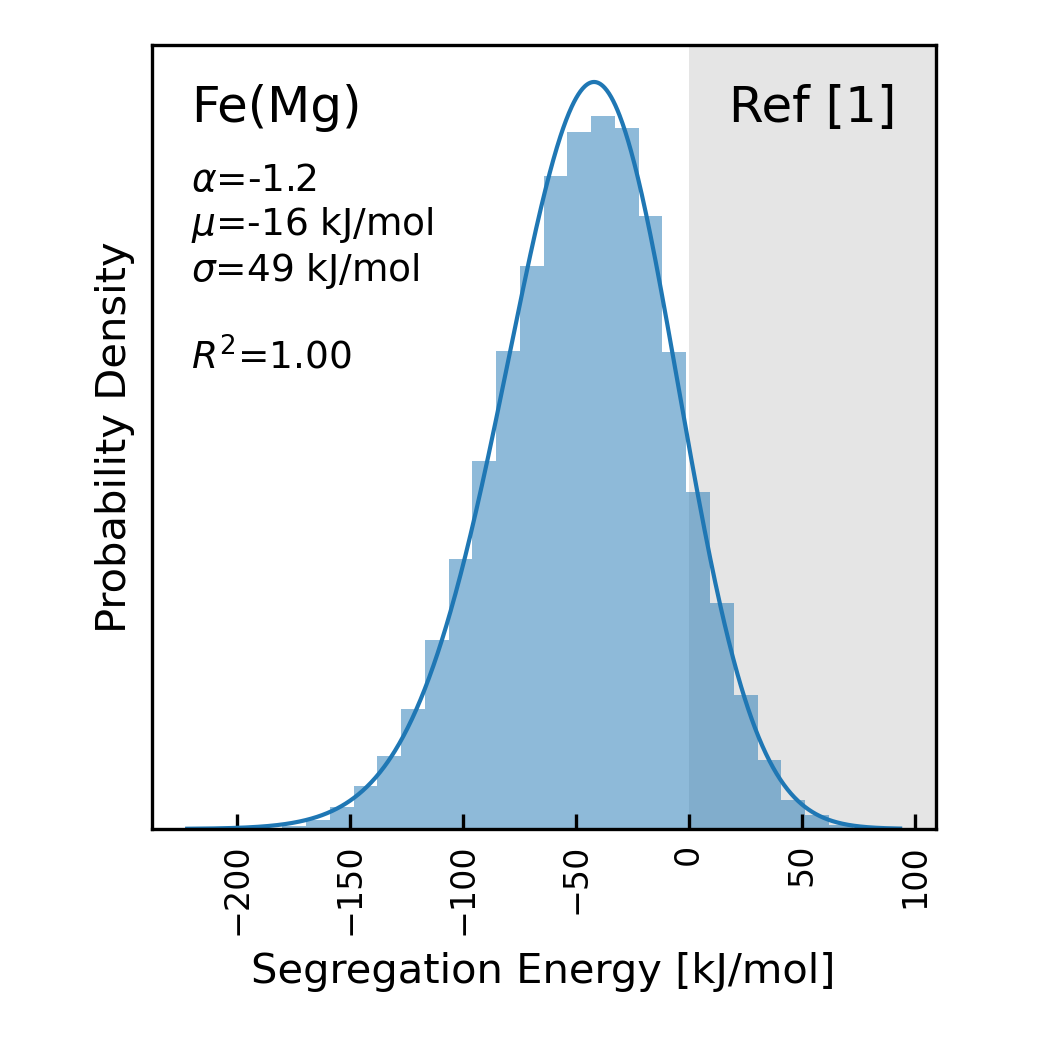 Fe(Mg)
Ref [1]
α=-1.2
μ=-16 kJ/mol
σ=49 kJ/mol
R²=1.00
Probability Density
−200
−150
−100
−50
0
50
100
Segregation Energy [kJ/mol]